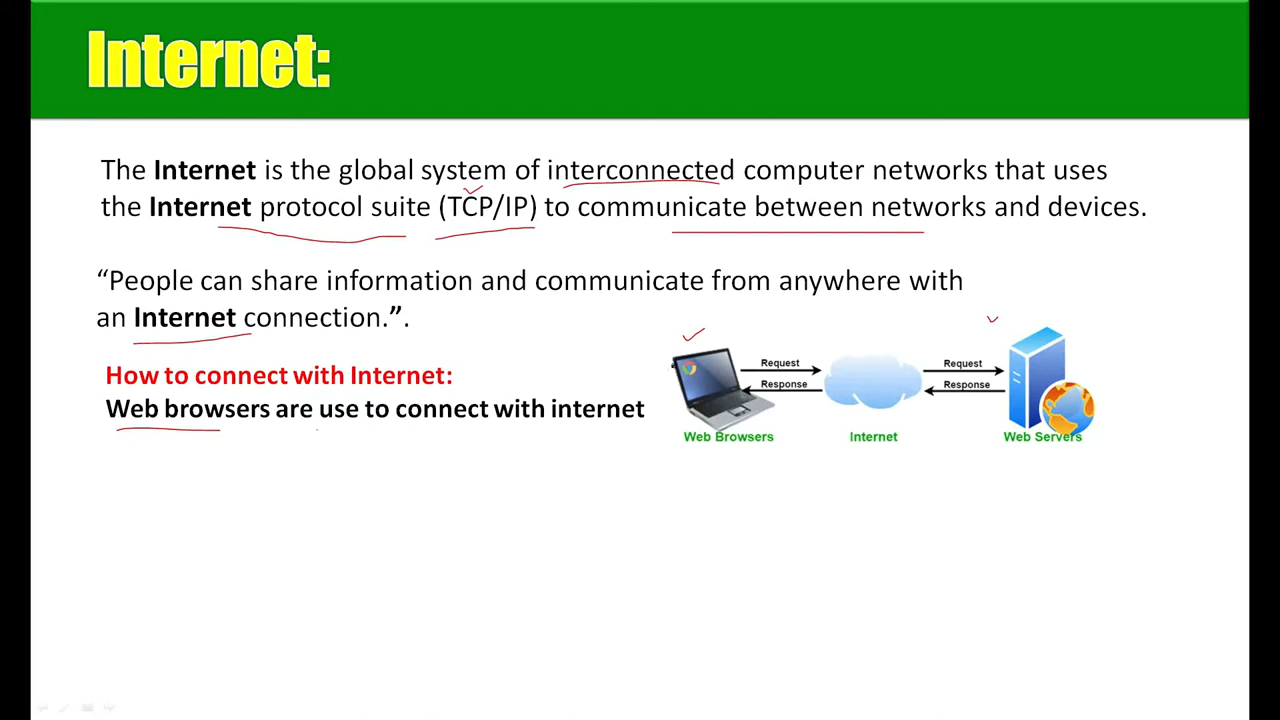 Internet:
The Internet is the global system of interconnected computer networks that uses
the Internet protocol suite (TCP/IP) to communicate between networks and devices.
“People can share information and communicate from anywhere with
an Internet connection.”.
How to connect with Internet:
Web browsers are use to connect with internet
Request
Request
Response
Response
Web Browsers
Internet
Web Servers